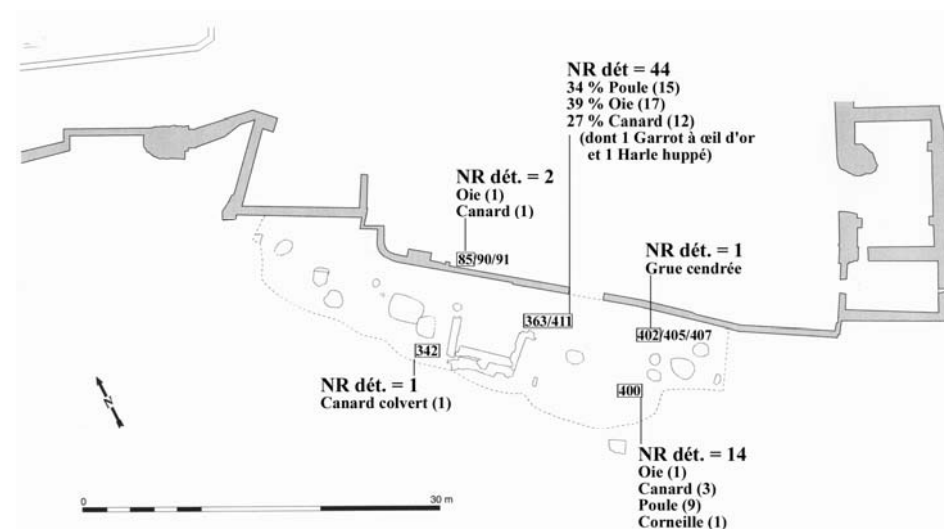 NR dét = 44
34 % Poule (15)
39 % Oie (17)
27 % Canard (12)
(dont 1 Garrot à œil d'or
et 1 Harle huppé)
NR dét. = 2
Oie (1)
Canard (1)
85/90/91
NR dét. = 1
Grue cendrée
363/411
402/405/407
342
NR dét. = 1
Canard colvert (1)
400
N
NR dét. = 14
Oie (1)
Canard (3)
Poule (9)
Corneille (1)
0
30 m